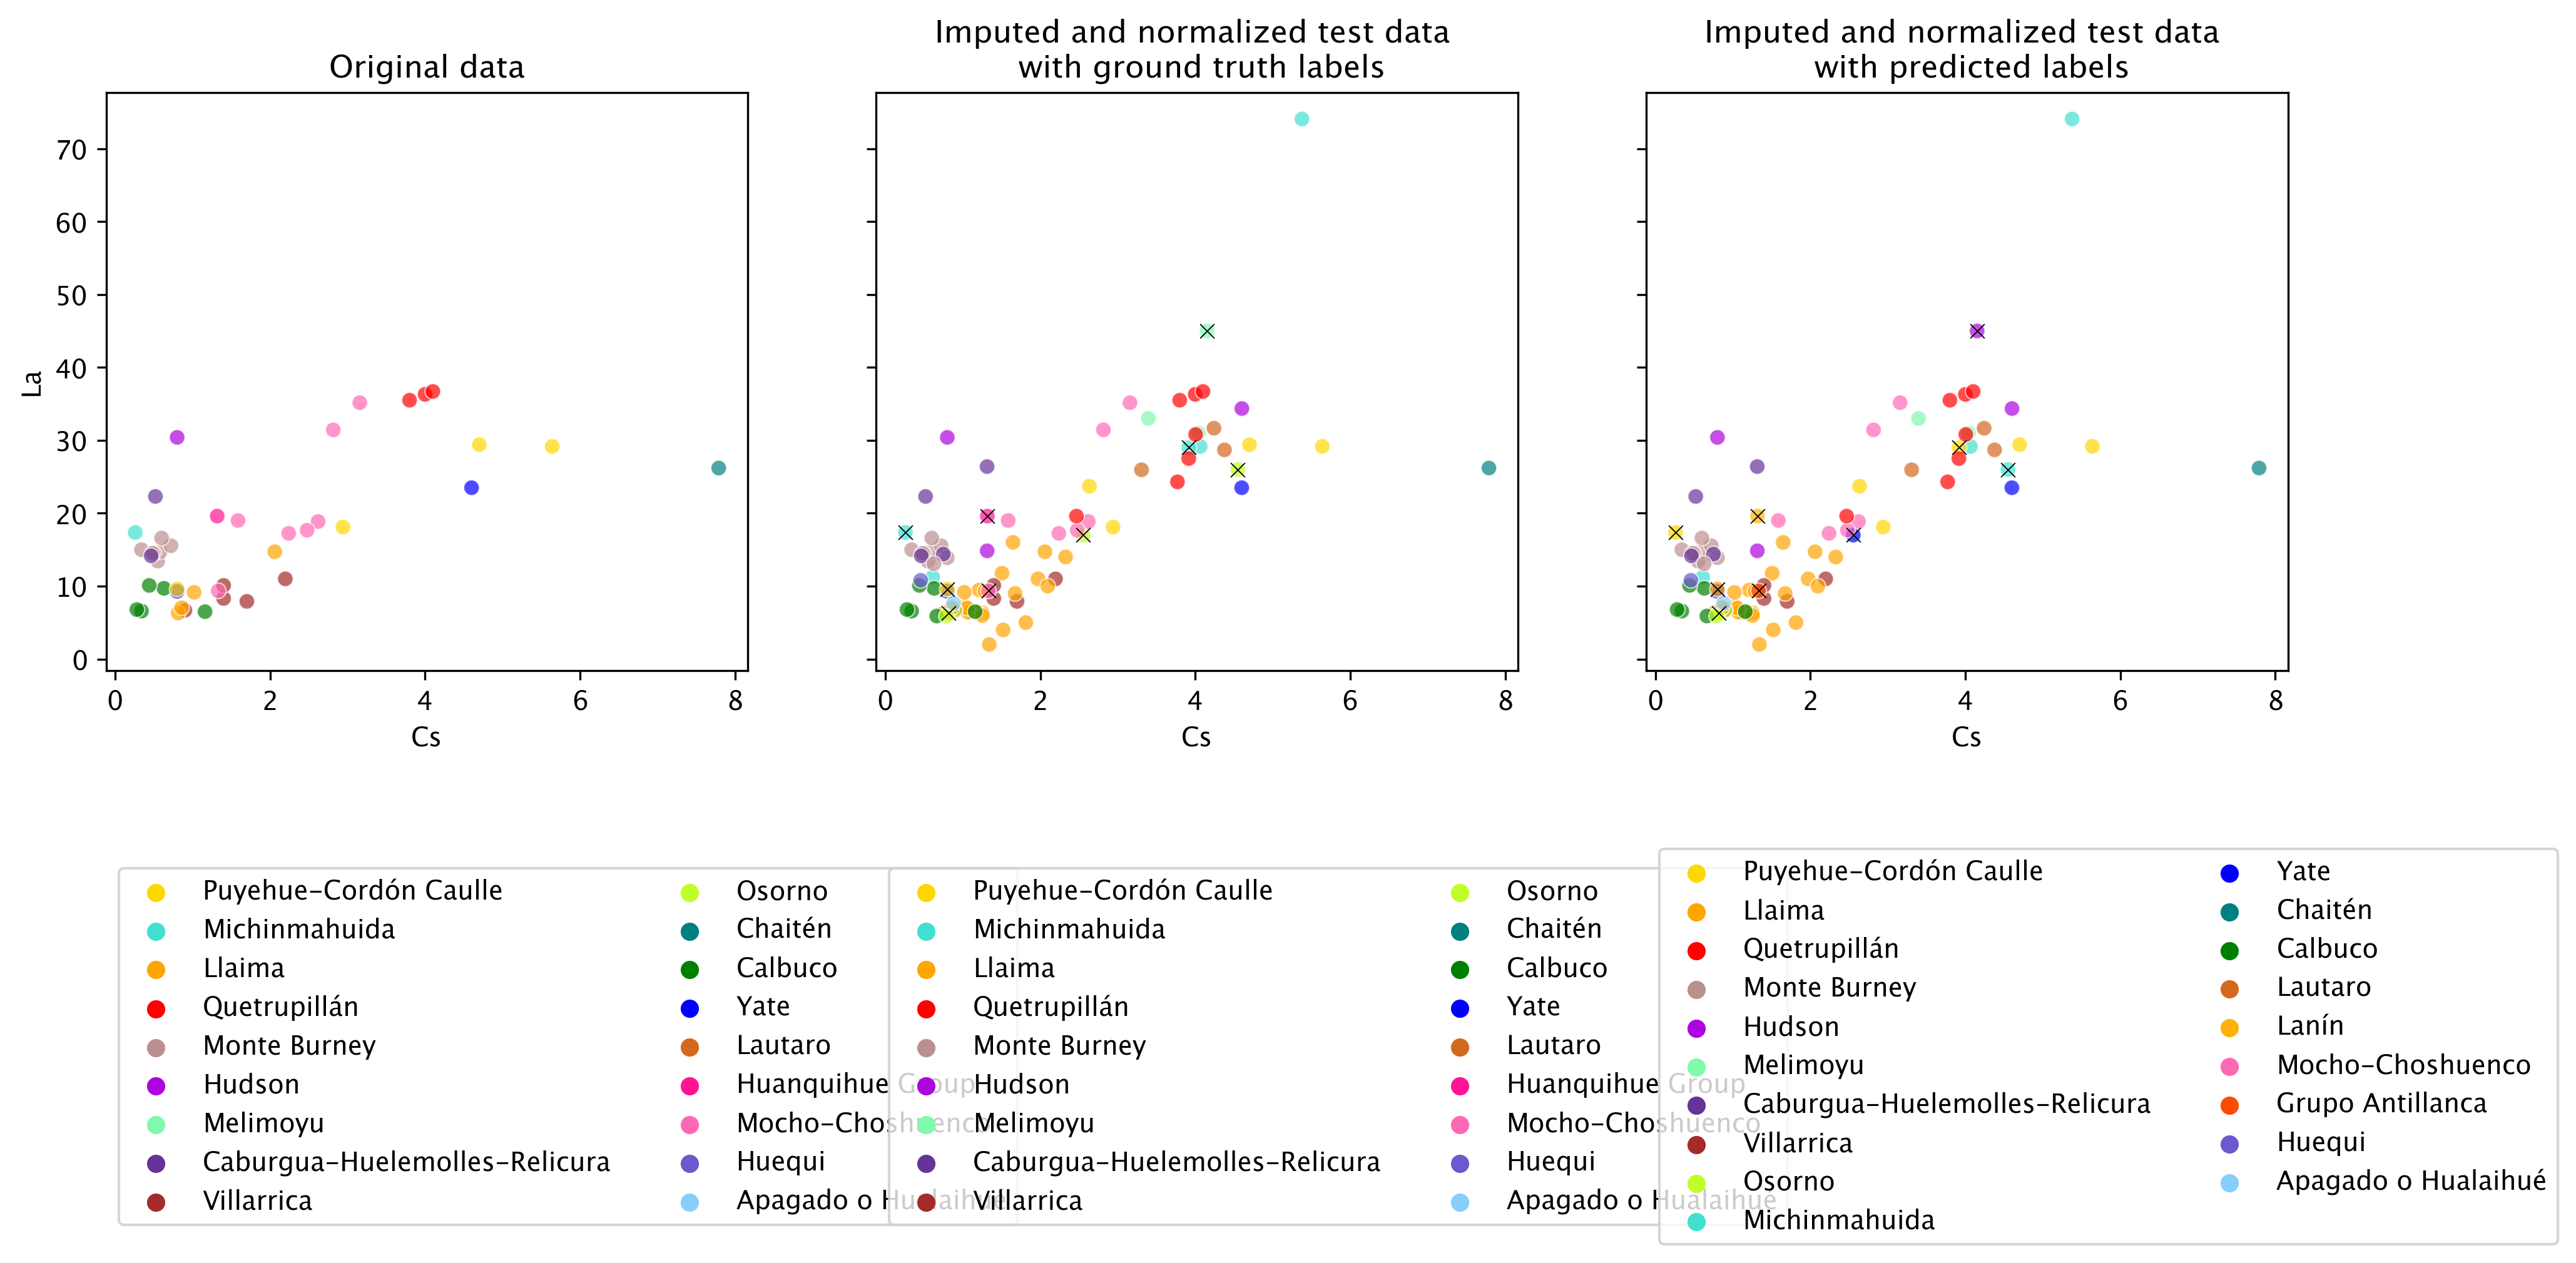 Original data
Imputed and normalized test data
with ground truth labels
Imputed and normalized test data
with predicted labels
La
70
60
50
40
30
20
10
0
0 2 4 6 8
Cs
0 2 4 6 8
Cs
0 2 4 6 8
Cs
Puyehue-Cordón Caulle
Michinmahuida
Llaima
Quetrupillán
Monte Burney
Hudson
Melimoyu
Caburgua-Huelemolles-Relicura
Villarrica
Osorno
Chaitén
Calbuco
Yate
Lautaro
Huanquihue Group
Mocho-Choshuenco
Huequi
Apagado o Hualaihué
Puyehue-Cordón Caulle
Michinmahuida
Llaima
Quetrupillán
Monte Burney
Hudson
Melimoyu
Caburgua-Huelemolles-Relicura
Villarrica
Osorno
Chaitén
Calbuco
Yate
Lautaro
Huanquihue Group
Mocho-Choshuenco
Huequi
Apagado o Hualaihué
Puyehue-Cordón Caulle
Llaima
Quetrupillán
Monte Burney
Hudson
Melimoyu
Caburgua-Huelemolles-Relicura
Villarrica
Osorno
Michinmahuida
Yate
Chaitén
Calbuco
Lautaro
Lanín
Mocho-Choshuenco
Grupo Antillanca
Huequi
Apagado o Hualaihué